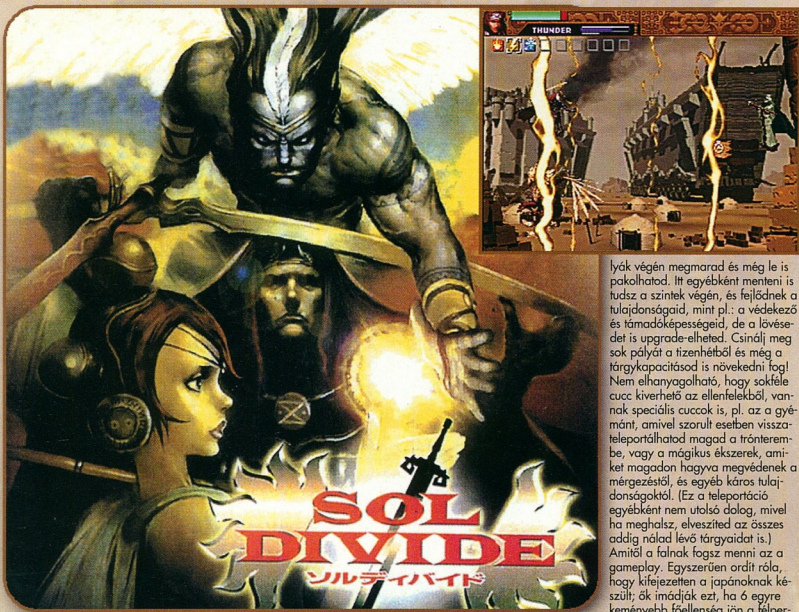 THUNDER
SOL
DIVIDE
ソルディバイド
lyák végén megmarad és még le is
pakolhatod. Itt egyébként menteni is
tudsz a szintek végén, és fejlődnek a
tulajdonságaid, mint pl.: a védekező
és támadóképességeid, de a lövése-
det is upgrade-elheted. Csinálj meg
sok pályát a tizenhétből és még a
tárgykapacitásod is növekedni fog!
Nem elhanyagolható, hogy sokféle
cucc kiverhető az ellenfelekből, van-
nak speciális cuccok is, pl. az a gyé-
mánt, amivel szorult esetben vissza-
teleportálhatod magad a trónterem-
be, vagy a mágikus ékszerek, ami-
ket magadon hagyva megvédenek a
mérgezéstől, és egyéb káros tulaj-
donságoktól. (Ez a teleportáció
egyébként nem utolsó dolog, mivel
ha meghalsz, elveszíted az összes
addig nálad lévő tárgyaidat is.)
Amitől a falnak fogsz menni az a
gameplay. Egyszerűen ordít róla,
hogy kifejezetten a japánoknak ké-
szült; ők imádják ezt, ha 6 egyre
keményebb főellenség jön a félper-